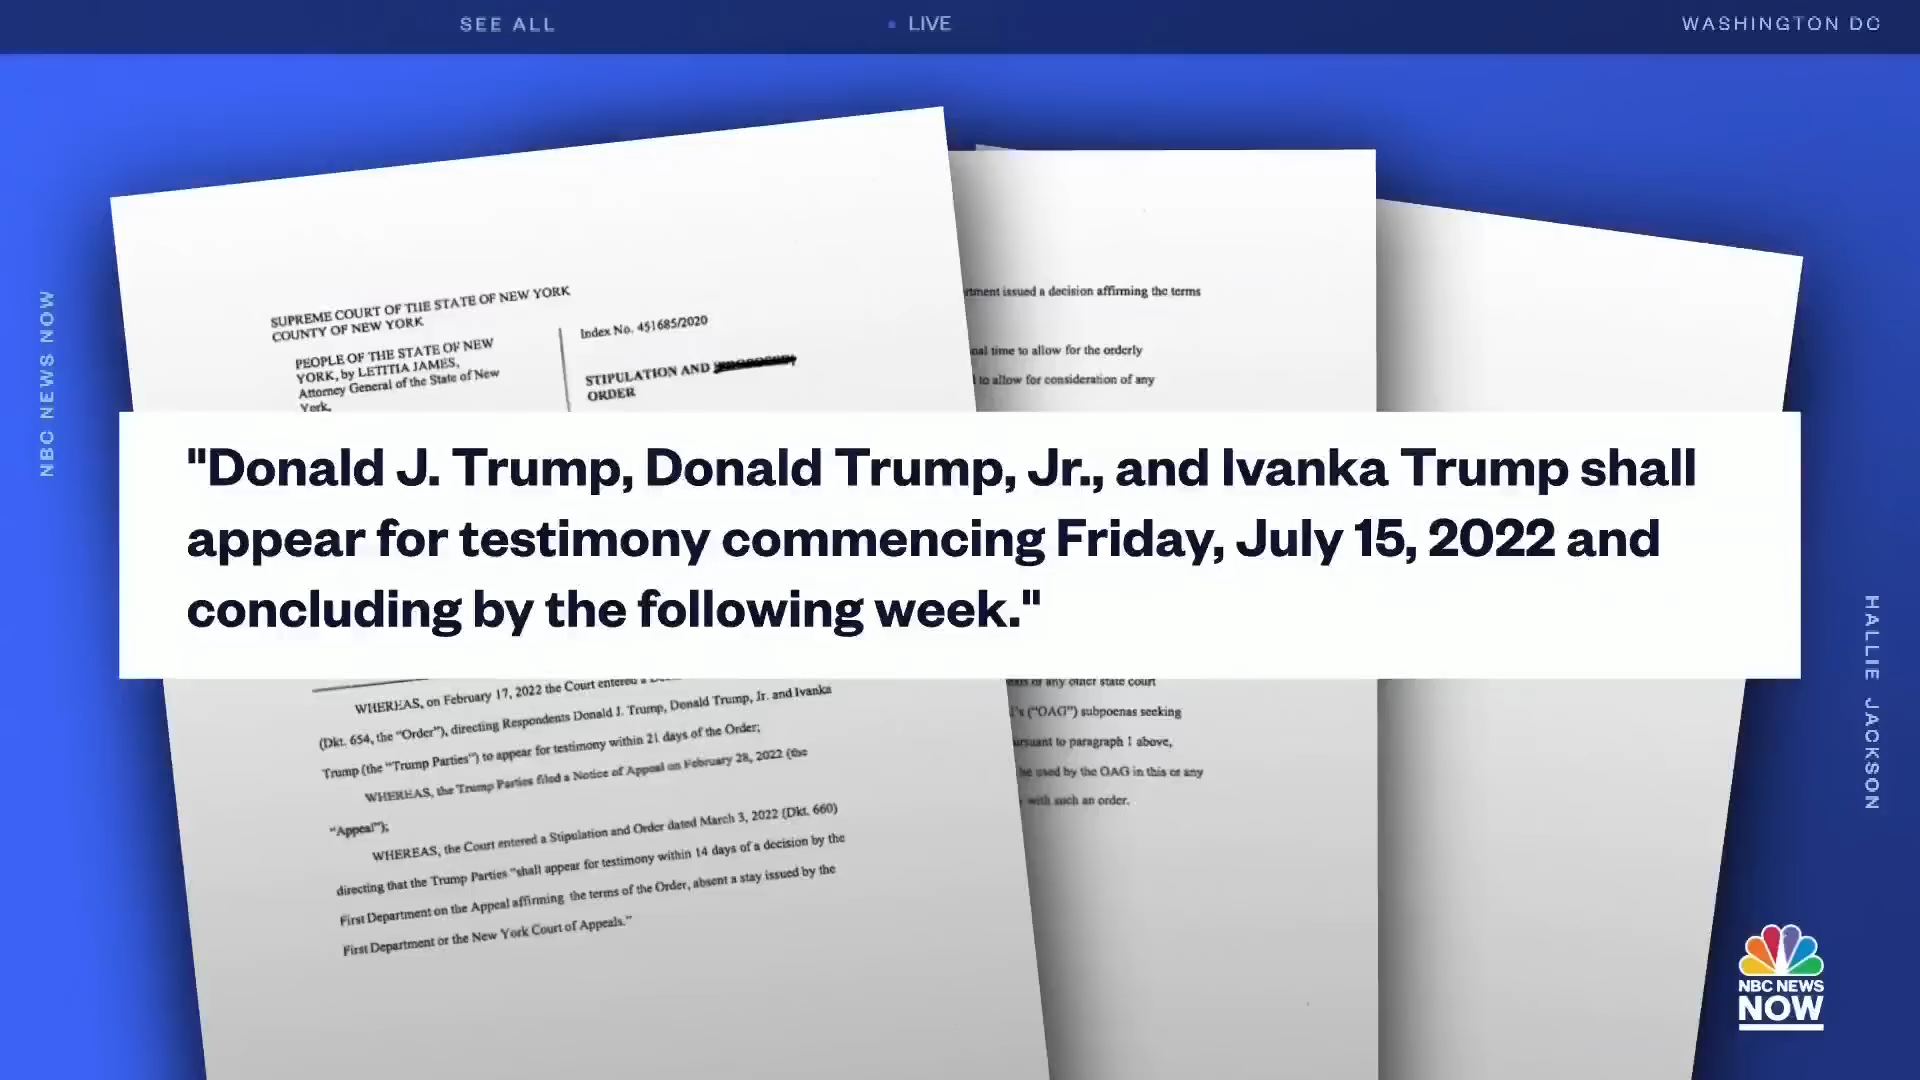 SEE ALL
LIVE
WASHINGTON DC
NBC NEWS NOW
SUPREME COURT OF THE STATE OF NEW YORK
COUNTY OF NEW YORK
PEOPLE OF THE STATE OF NEW
YORK, by LETITIA JAMES,
Attorney General of the State of New
York,
Index No. 451685/2020
STIPULATION AND
ORDER
issued a decision affirming the terms
time to allow for the orderly
to allow for consideration of any
"Donald J. Trump, Donald Trump, Jr., and Ivanka Trump shall
appear for testimony commencing Friday, July 15, 2022 and
concluding by the following week."
WHEREAS, on February 17, 2022 the Court entered a
(Dkt. 654, the “Order”), directing Respondents Donald J. Trump, Donald Trump, Jr. and Ivanka
Trump (the “Trump Parties”) to appear for testimony within 21 days of the Order;
WHEREAS, the Trump Parties filed a Notice of Appeal on February 28, 2022 (the
“Appeal”);
WHEREAS, the Court entered a Stipulation and Order dated March 3, 2022 (Dkt. 660)
directing that the Trump Parties “shall appear for testimony within 14 days of a decision by the
First Department on the Appeal affirming the terms of the Order, absent a stay issued by the
First Department or the New York Court of Appeals.”
of any other state court
(“OAG”) subpoenas seeking
pursuant to paragraph 1 above,
be used by the OAG in this or any
with such an order.
HALLIE JACKSON
NBC NEWS
NOW